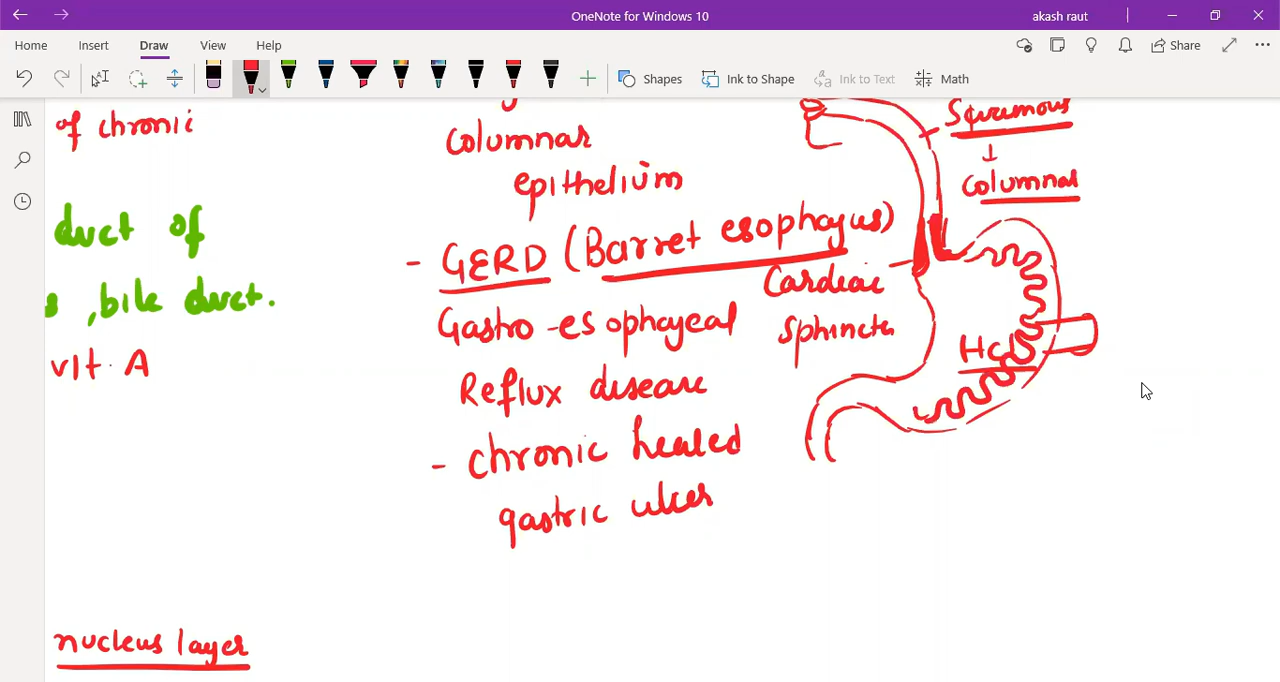 OneNote for Windows 10
akash raut
Home Insert Draw View Help
Share
Shapes
Ink to Shape
Ink to Text
Math
of chronic
duct of
, bile duct.
vit. A
nucleus layer
columnar
epithelium
- GERD (Barret esophagus)
Gastro-esophageal
Reflux disease
- chronic healed
gastric ulcer
Squamous
↓
Columnar
Cardiac
sphincter
Hcl